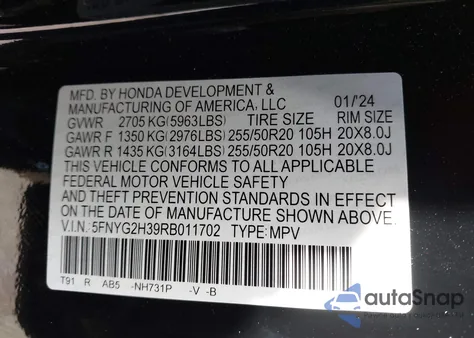 MFD. BY HONDA DEVELOPMENT &
MANUFACTURING OF AMERICA, LLC 01/'24
GVWR 2705 KG(5963LBS) TIRE SIZE RIM SIZE
GAWR F 1350 KG(2976LBS) 255/50R20 105H 20X8.0J
GAWR R 1435 KG(3164LBS) 255/50R20 105H 20X8.0J
THIS VEHICLE CONFORMS TO ALL APPLICABLE
FEDERAL MOTOR VEHICLE SAFETY
AND THEFT PREVENTION STANDARDS IN EFFECT
ON THE DATE OF MANUFACTURE SHOWN ABOVE.
V.I.N.: 5FNYG2H39RB011702 TYPE: MPV
T91 R AB5 -NH731P -V -B
autoSnap